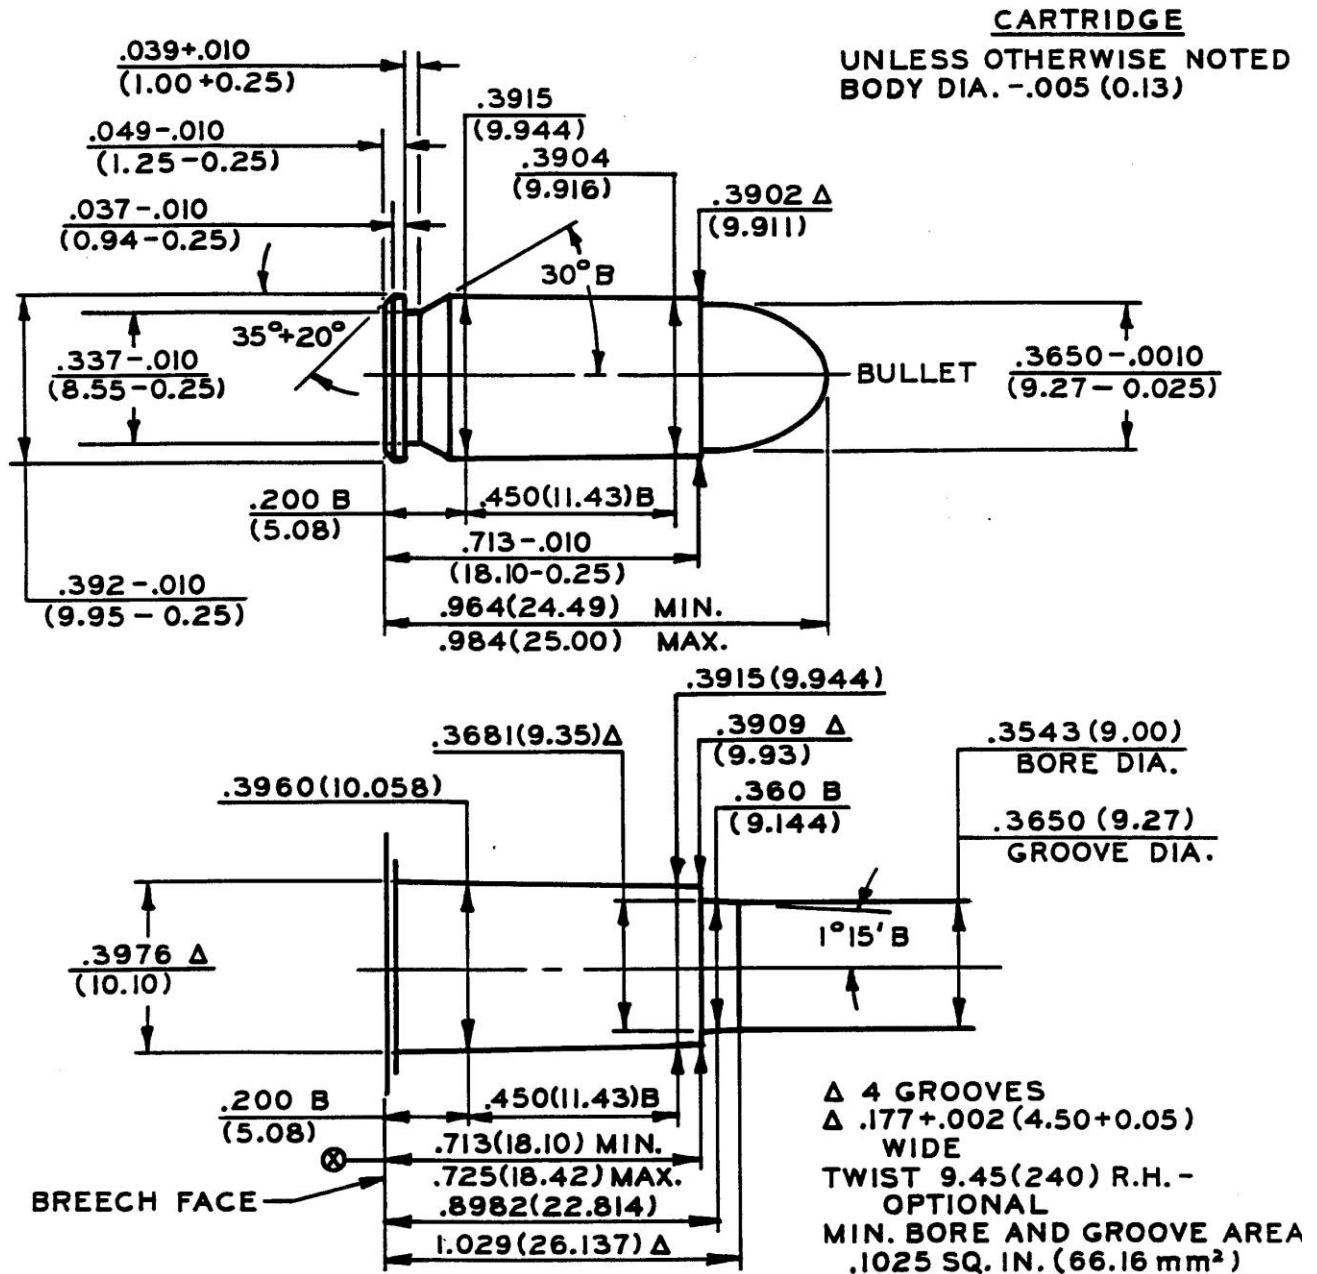 CARTRIDGE
UNLESS OTHERWISE NOTED
BODY DIA. -.005 (0.13)
.039+.010
(1.00+0.25)
.049-.010
(1.25-0.25)
.037-.010
(0.94-0.25)
.3915
(9.944)
.3904
(9.916)
.3902 Δ
(9.911)
30° B
35°+20°
.337-.010
(8.55-0.25)
BULLET
.3650-.0010
(9.27-0.025)
.200 B
(5.08)
.450(11.43)B
.713-.010
(18.10-0.25)
.392-.010
(9.95-0.25)
.964(24.49) MIN.
.984(25.00) MAX.
.3915(9.944)
.3681(9.35)Δ
.3909 Δ
(9.93)
.3543(9.00)
BORE DIA.
.3960(10.058)
.360 B
(9.144)
.3650 (9.27)
GROOVE DIA.
1°15' B
.3976 Δ
(10.10)
.200 B
(5.08)
.450(11.43)B
.713(18.10) MIN.
.725(18.42) MAX.
BREECH FACE
.8982(22.814)
1.029(26.137) Δ
Δ 4 GROOVES
Δ .177+.002(4.50+0.05)
WIDE
TWIST 9.45(240) R.H.-
OPTIONAL
MIN. BORE AND GROOVE AREA
.1025 SQ. IN. (66.16 mm²)